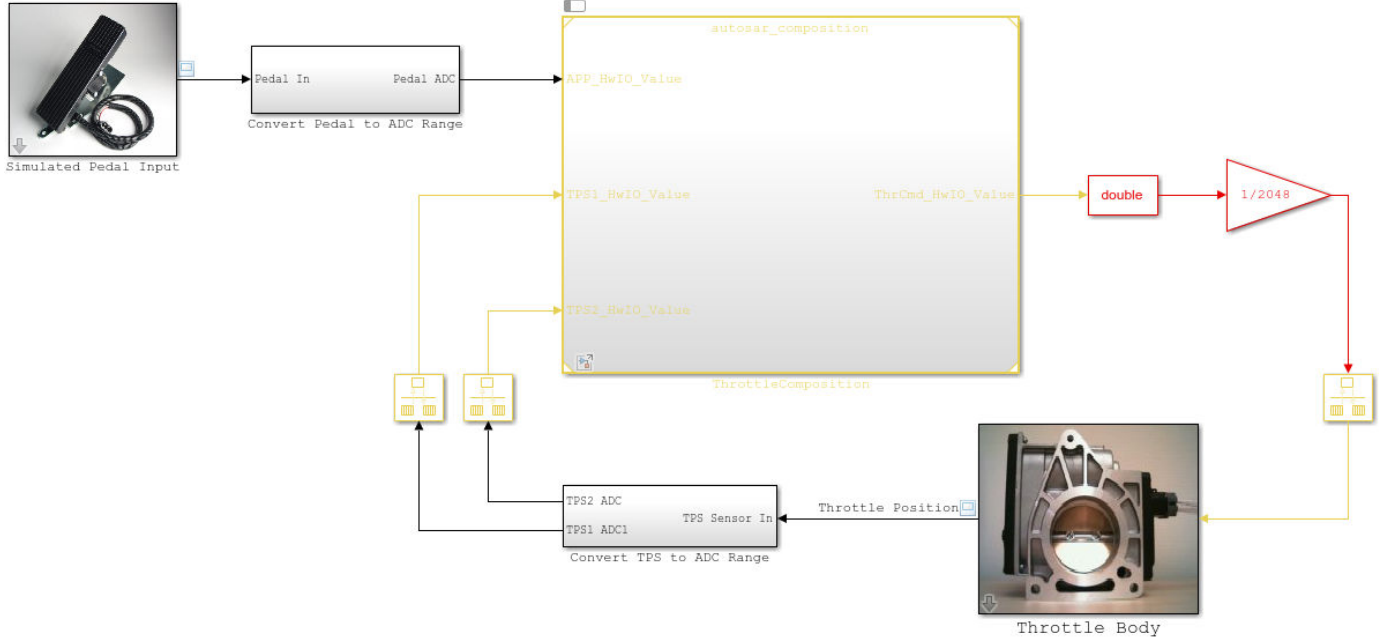 autosar_composition
Pedal In
Pedal ADC
APP_HwIO_Value
Convert Pedal to ADC Range
Simulated Pedal Input
TPS1_HwIO_Value
ThrCmd_HwIO_Value
double
1/2048
TPS2_HwIO_Value
ThrottleComposition
TPS2 ADC
TPS1 ADC1
TPS Sensor In
Throttle Position
Convert TPS to ADC Range
Throttle Body